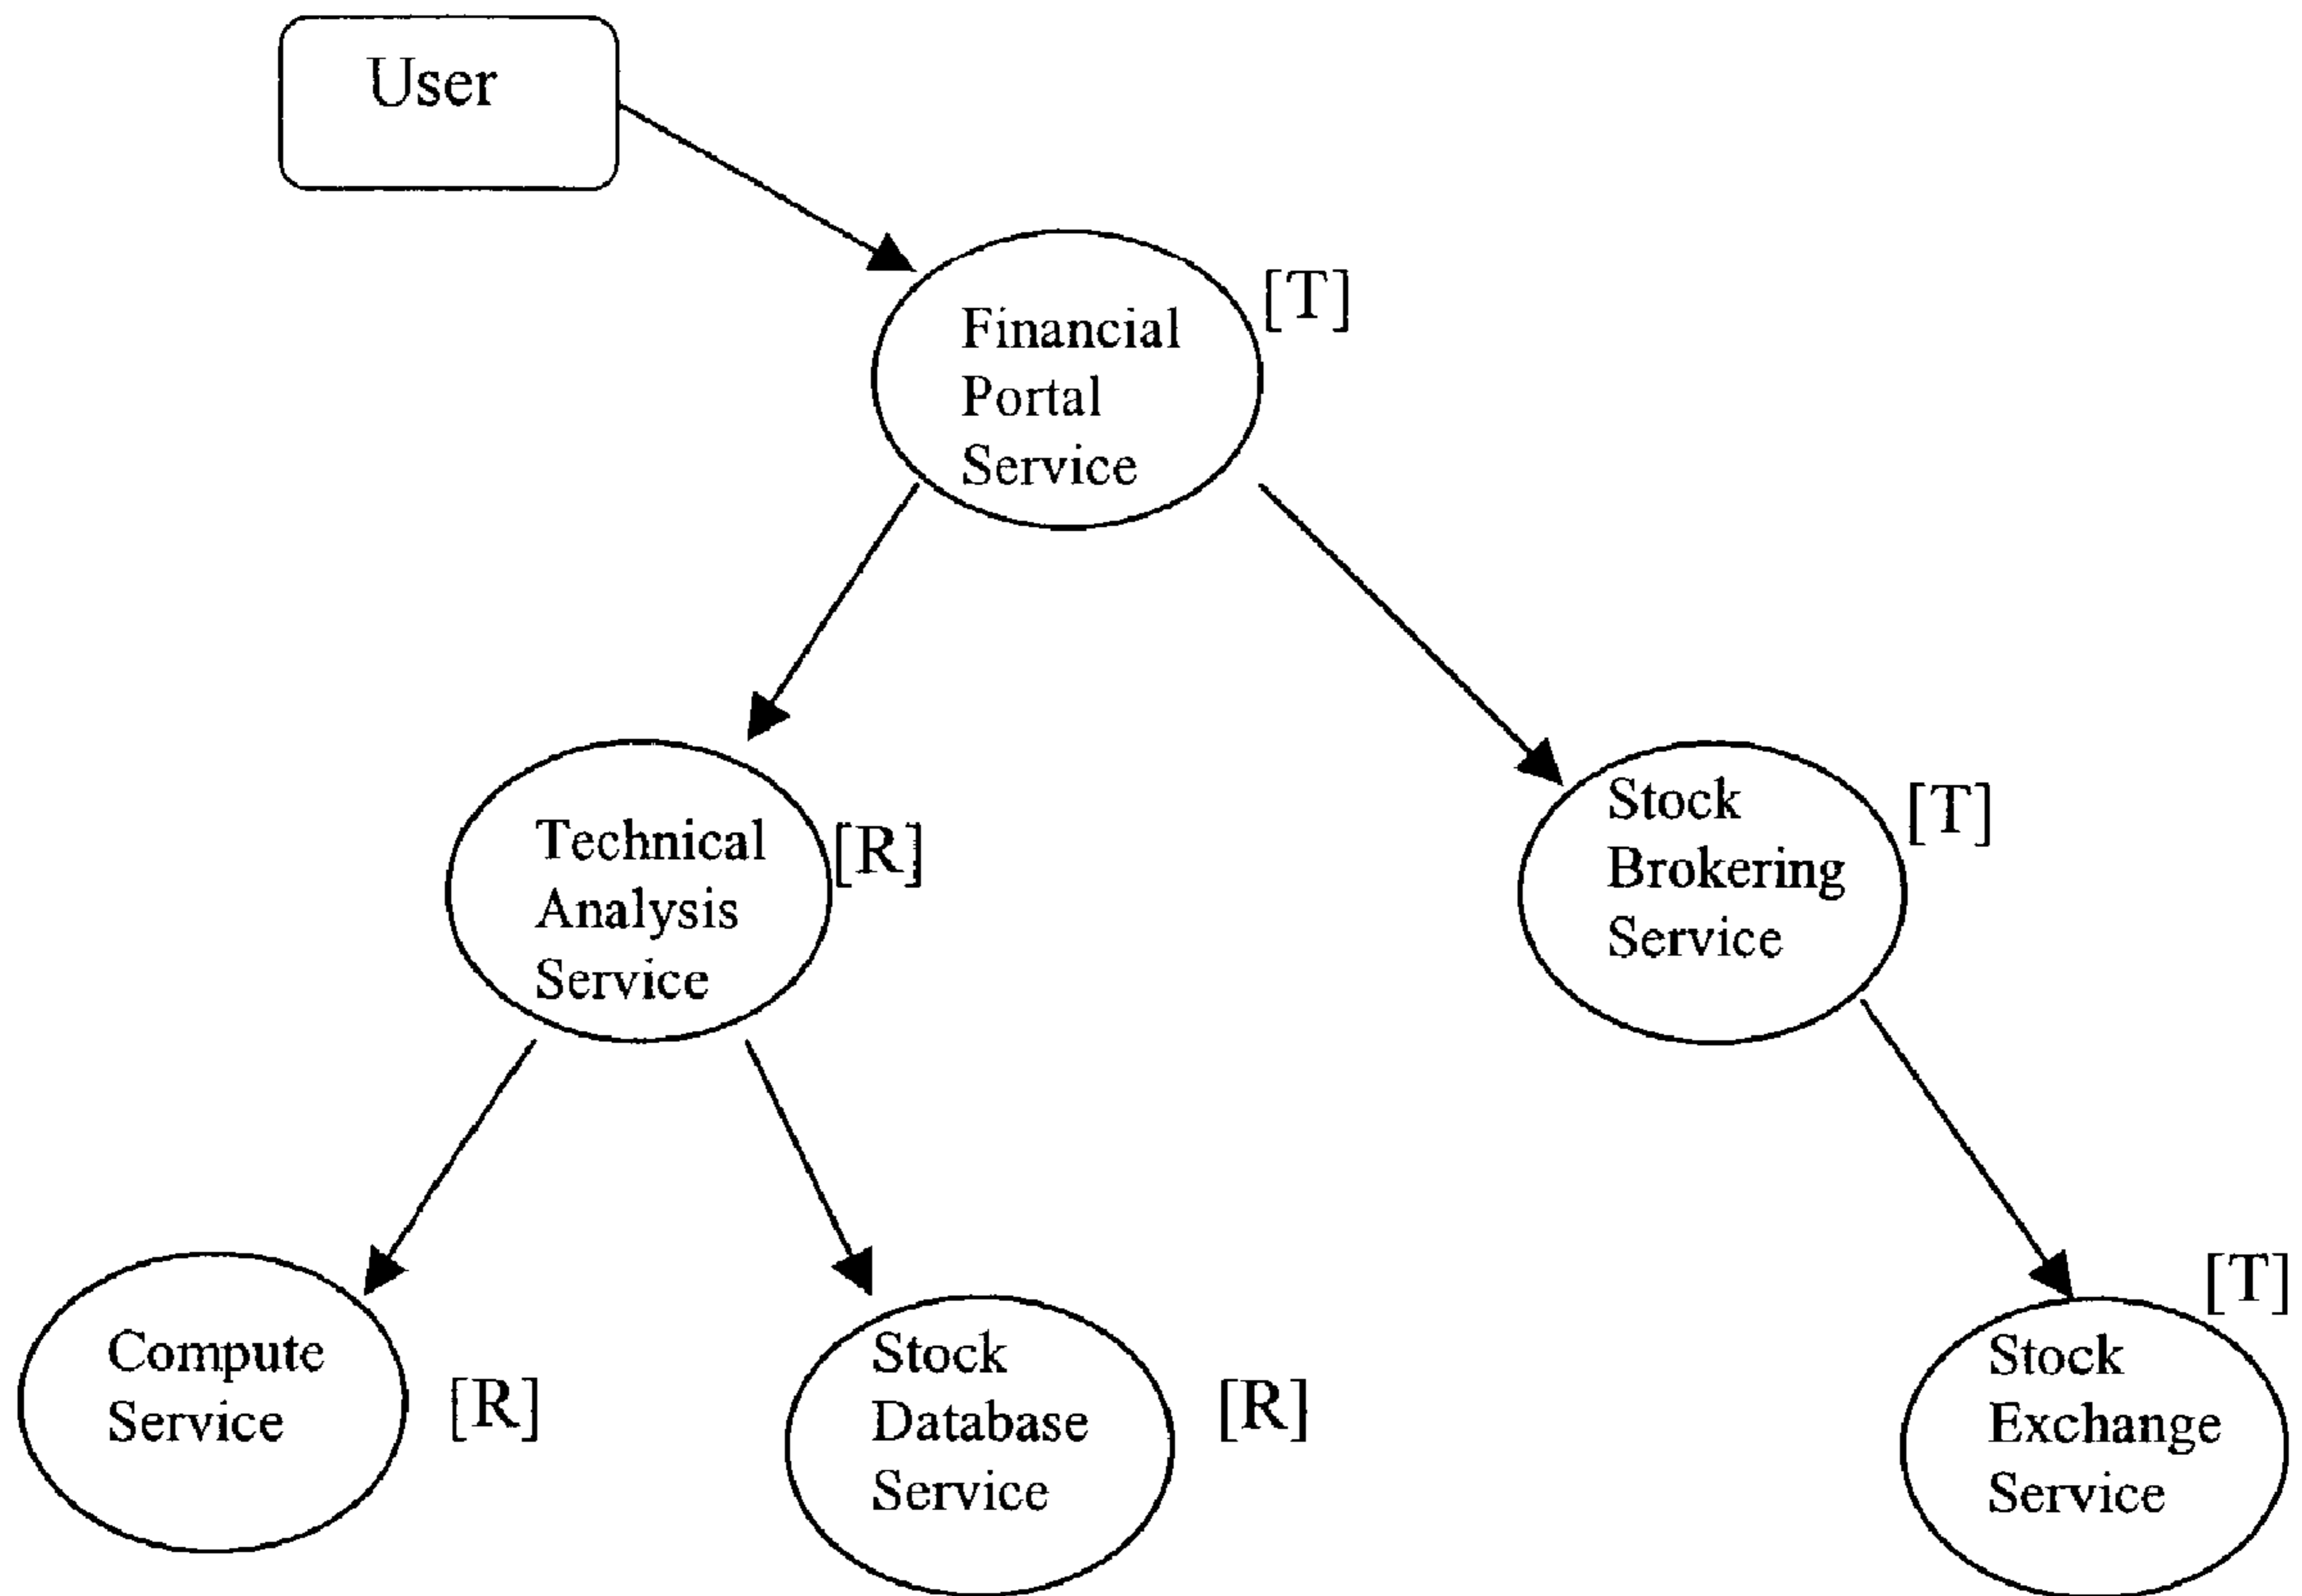 User
[T]
Financial
Portal
Service
Technical
Analysis
Service
[R]
Stock
Brokering
Service
[T]
Compute
Service
[R]
Stock
Database
Service
[R]
[T]
Stock
Exchange
Service